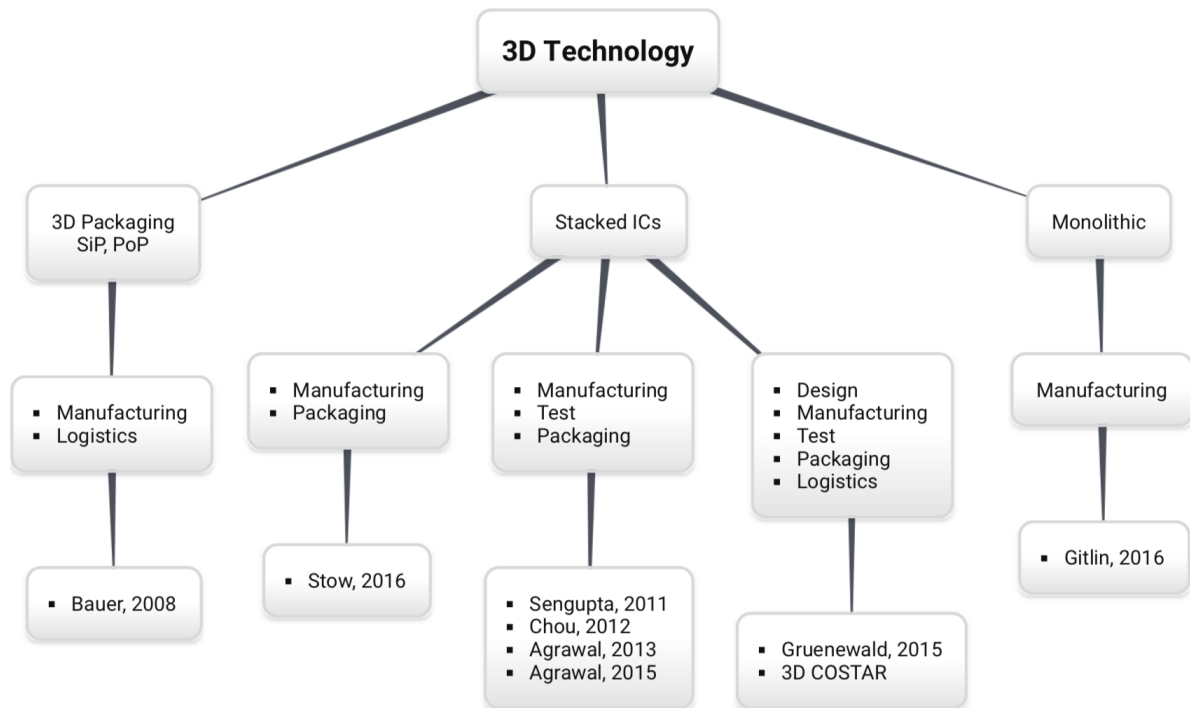 3D Technology
3D Packaging
SiP, PoP
Stacked ICs
Monolithic
▪ Manufacturing
▪ Logistics
▪ Manufacturing
▪ Packaging
▪ Manufacturing
▪ Test
▪ Packaging
▪ Design
▪ Manufacturing
▪ Test
▪ Packaging
▪ Logistics
Manufacturing
▪ Bauer, 2008
▪ Stow, 2016
▪ Sengupta, 2011
▪ Chou, 2012
▪ Agrawal, 2013
▪ Agrawal, 2015
▪ Gruenewald, 2015
▪ 3D COSTAR
▪ Gitlin, 2016